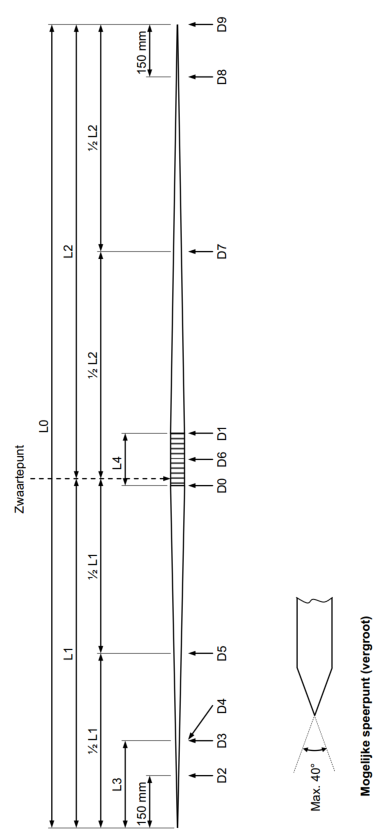 Zwaartepunt
L0
L1 L2
½ L1 ½ L1 ½ L2 ½ L2
L3 L4
150 mm 150 mm
D2 D3 D4 D5 D0 D6 D1 D7 D8 D9
Max. 40°
Mogelijke speerpunt (vergroot)